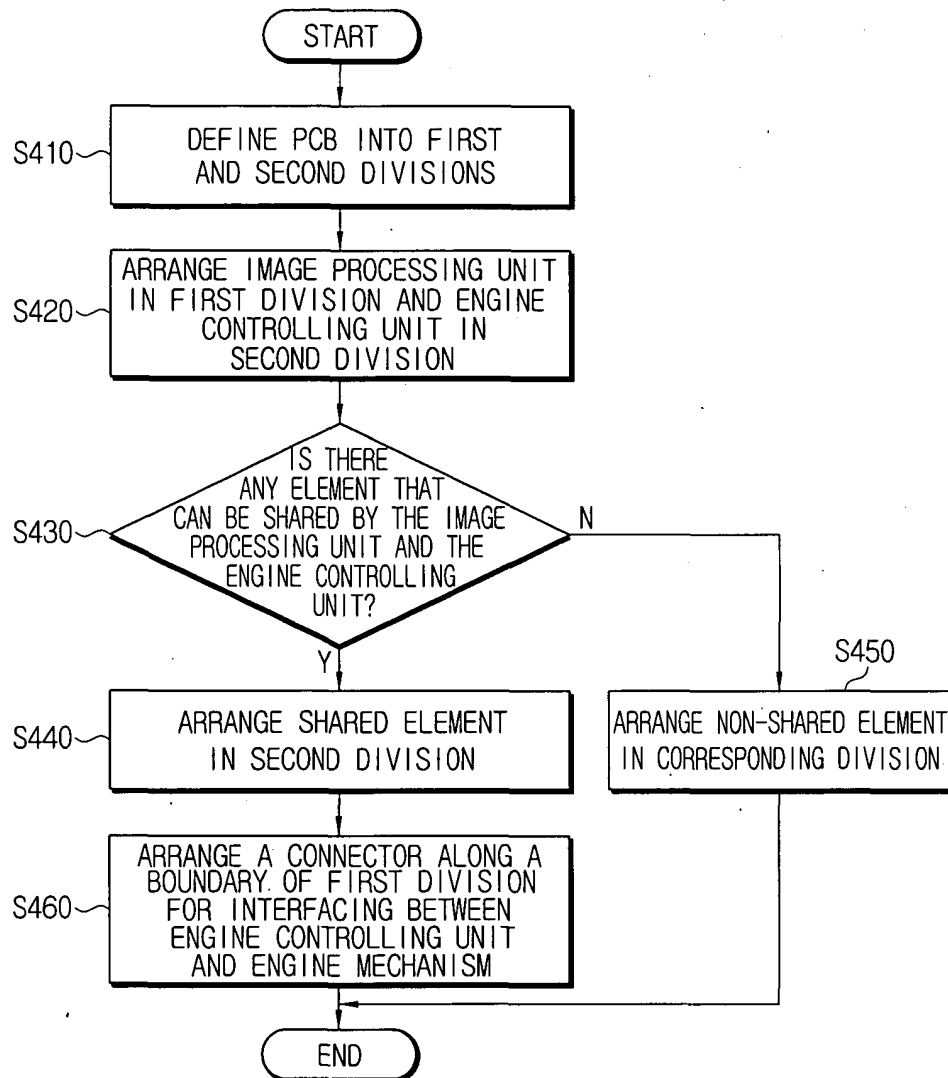 START
S410
DEFINE PCB INTO FIRST
AND SECOND DIVISIONS
S420
ARRANGE IMAGE PROCESSING UNIT
IN FIRST DIVISION AND ENGINE
CONTROLLING UNIT IN
SECOND DIVISION
S430
IS THERE
ANY ELEMENT THAT
CAN BE SHARED BY THE IMAGE
PROCESSING UNIT AND THE
ENGINE CONTROLLING
UNIT?
N
Y
S440
ARRANGE SHARED ELEMENT
IN SECOND DIVISION
S450
ARRANGE NON-SHARED ELEMENT
IN CORRESPONDING DIVISION
S460
ARRANGE A CONNECTOR ALONG A
BOUNDARY OF FIRST DIVISION
FOR INTERFACING BETWEEN
ENGINE CONTROLLING UNIT
AND ENGINE MECHANISM
END